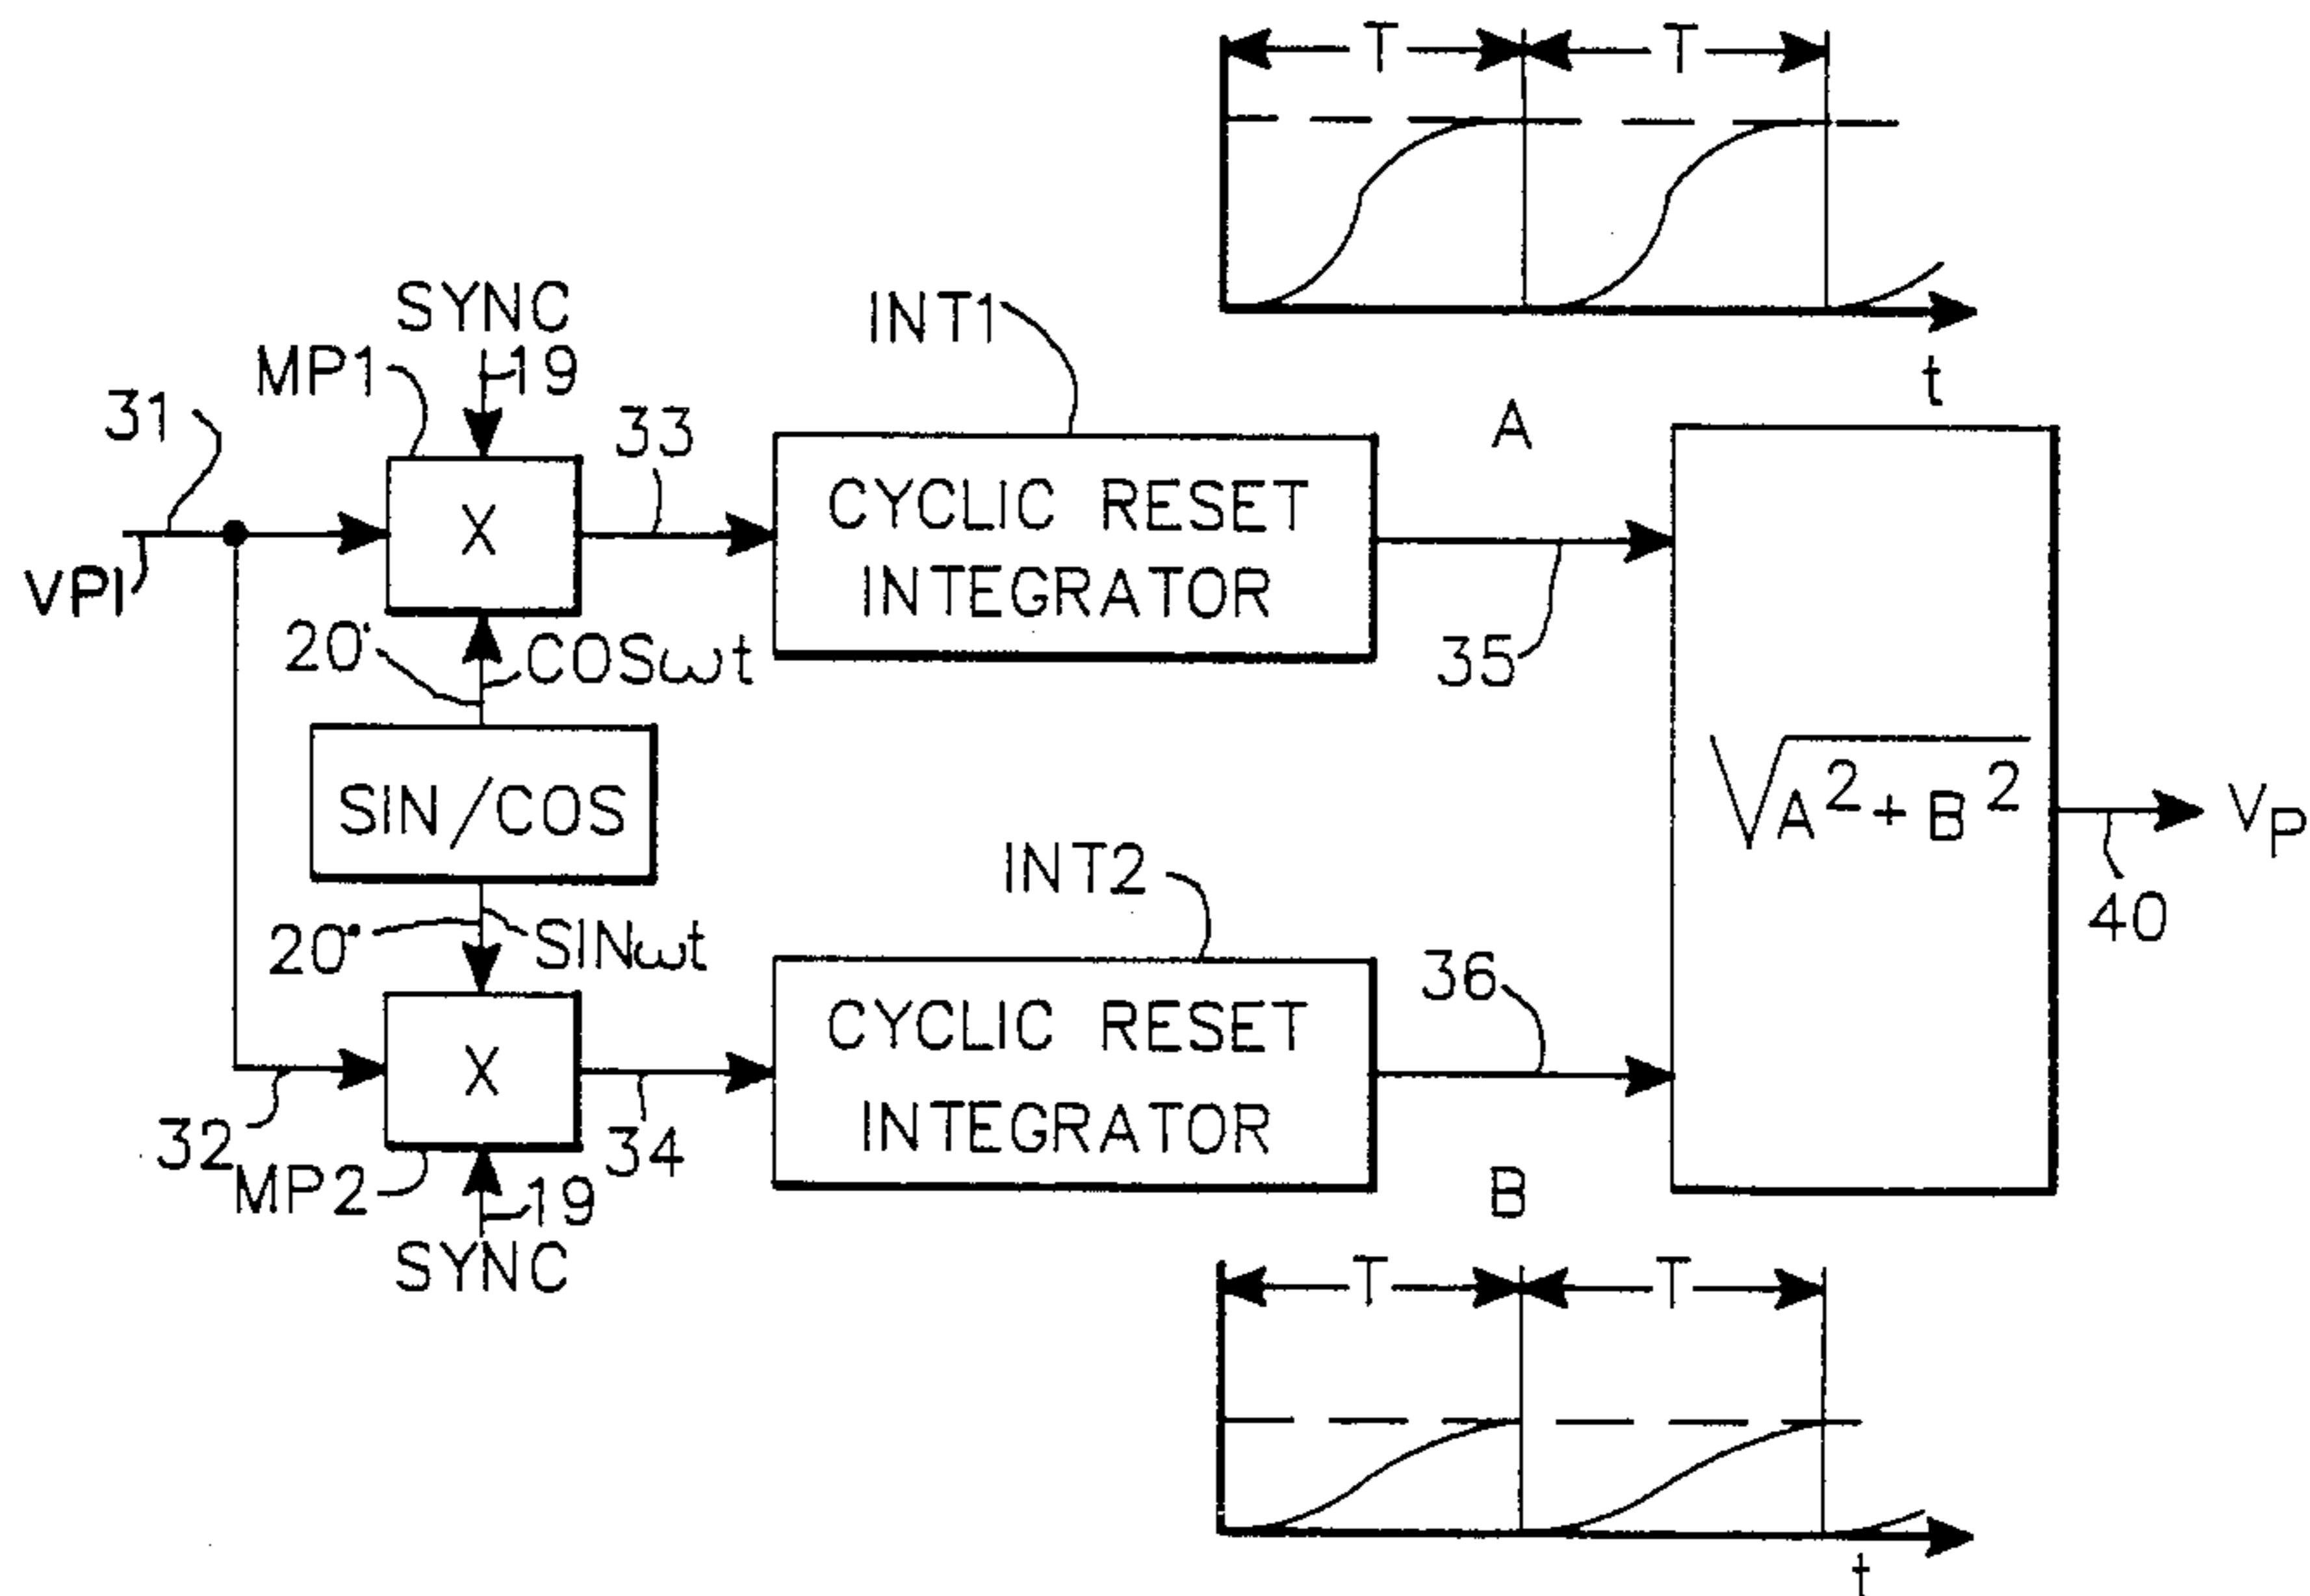 T T
t
SYNC
19
MP1
INT1
31
33
A
X
CYCLIC RESET
INTEGRATOR
VPI
20'
COSωt
35
SIN/COS
√A²+B²
VP
40
INT2
20"
SINωt
36
X
CYCLIC RESET
INTEGRATOR
32
MP2
34
19
SYNC
B
T T
t